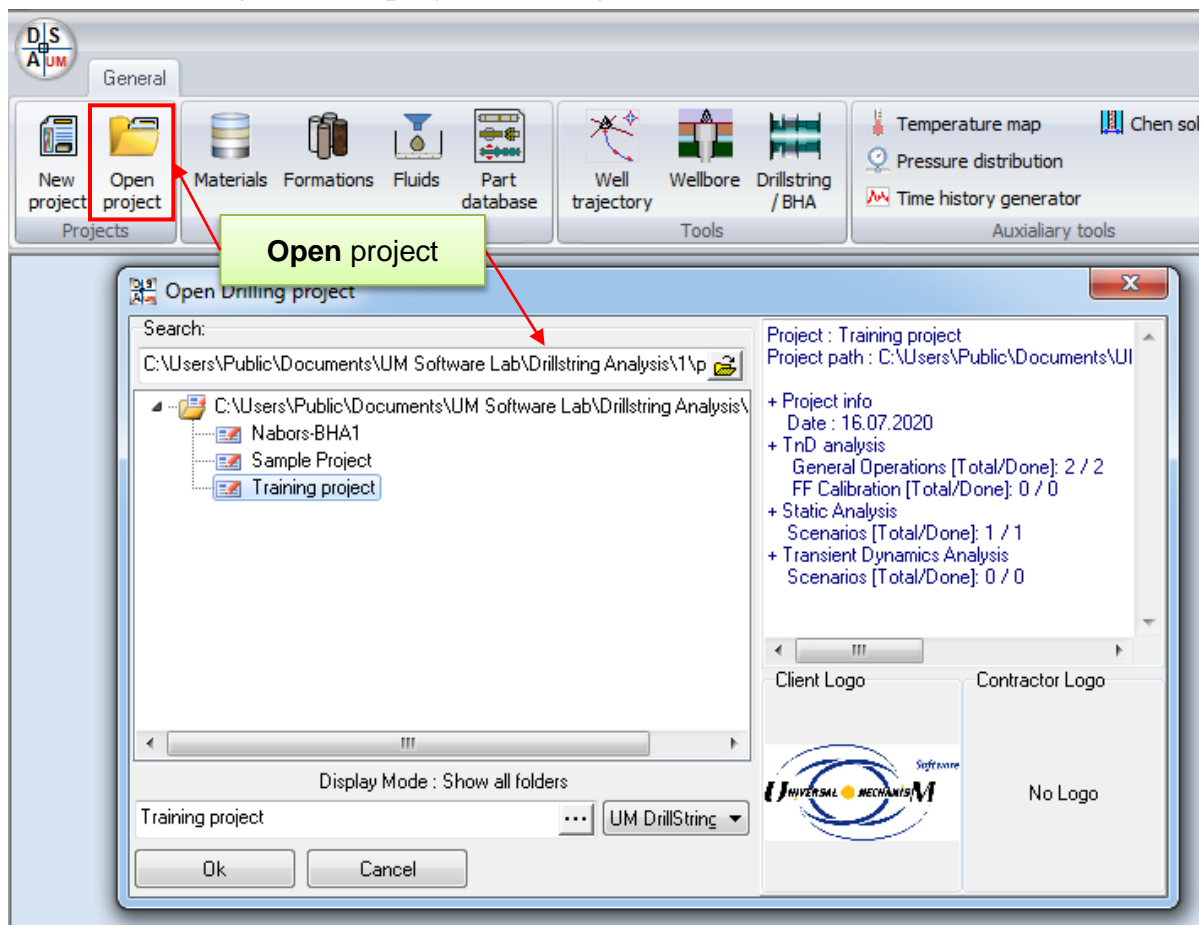 D S
A UM
General
New project
Open project
Materials
Formations
Fluids
Part database
Well trajectory
Wellbore
Drillstring / BHA
Temperature map
Chen sol
Pressure distribution
Time history generator
Projects
Tools
Auxialiary tools
Open project
Open Drilling project
Search:
C:\Users\Public\Documents\UM Software Lab\Drillstring Analysis\1\p
C:\Users\Public\Documents\UM Software Lab\Drillstring Analysis\
Nabors-BHA1
Sample Project
Training project
Project : Training project
Project path : C:\Users\Public\Documents\UI
+ Project info
Date : 16.07.2020
+ TnD analysis
General Operations [Total/Done]: 2 / 2
FF Calibration [Total/Done]: 0 / 0
+ Static Analysis
Scenarios [Total/Done]: 1 / 1
+ Transient Dynamics Analysis
Scenarios [Total/Done]: 0 / 0
Display Mode : Show all folders
Training project
... UM DrillString
Ok
Cancel
Client Logo
Contractor Logo
Software
UNIVERSAL MECHANISM
No Logo